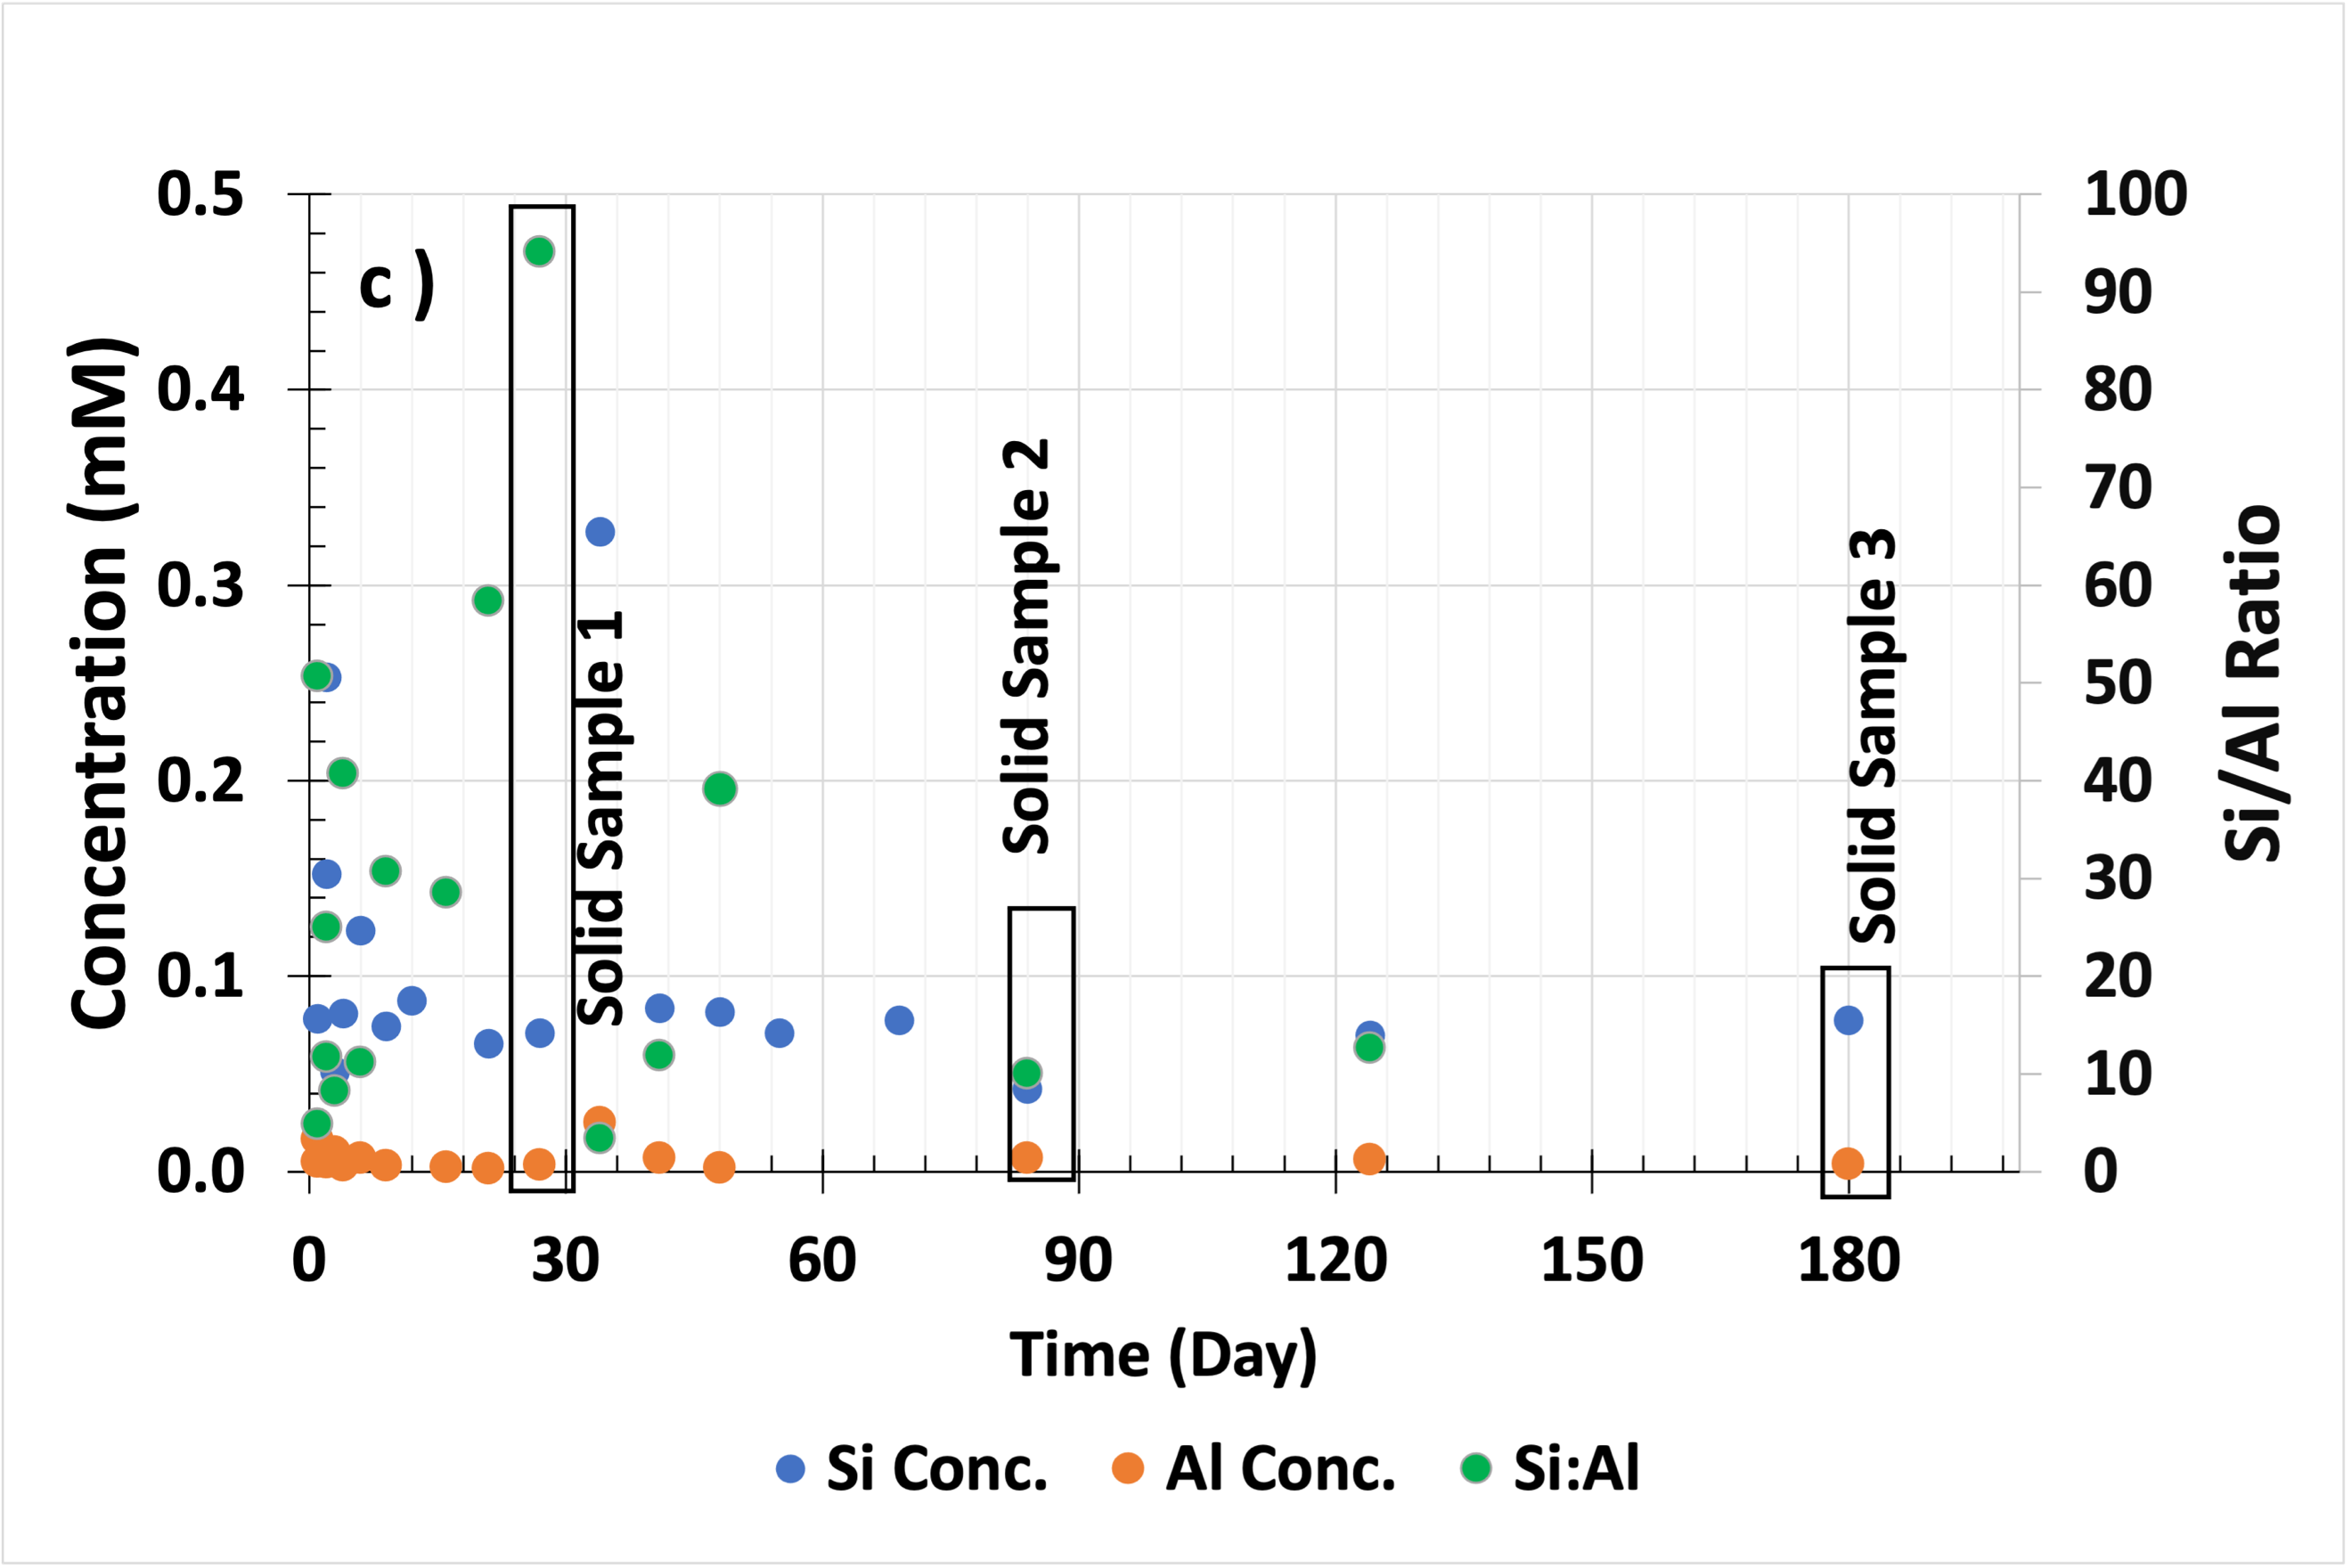 c )
Concentration (mM)
0.5
0.4
0.3
0.2
0.1
0.0
100
90
80
70
60
50
40
30
20
10
0
Si/Al Ratio
Solid Sample 1
Solid Sample 2
Solid Sample 3
0 30 60 90 120 150 180
Time (Day)
Si Conc. Al Conc. Si:Al